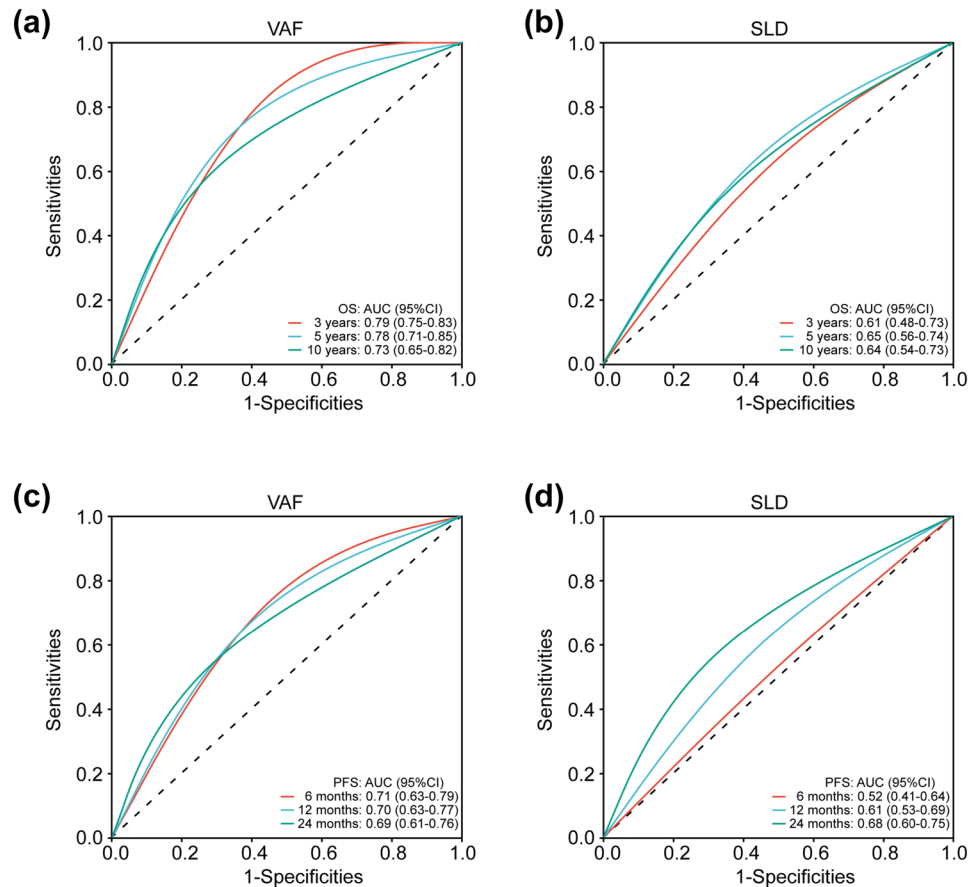 (a)
VAF
Sensitivities
1.0
0.8
0.6
0.4
0.2
0.0
OS: AUC (95%CI)
3 years: 0.79 (0.75-0.83)
5 years: 0.78 (0.71-0.85)
10 years: 0.73 (0.65-0.82)
0.0 0.2 0.4 0.6 0.8 1.0
1-Specificities
(b)
SLD
Sensitivities
1.0
0.8
0.6
0.4
0.2
0.0
OS: AUC (95%CI)
3 years: 0.61 (0.48-0.73)
5 years: 0.65 (0.56-0.74)
10 years: 0.64 (0.54-0.73)
0.0 0.2 0.4 0.6 0.8 1.0
1-Specificities
(c)
VAF
Sensitivities
1.0
0.8
0.6
0.4
0.2
0.0
PFS: AUC (95%CI)
6 months: 0.71 (0.63-0.79)
12 months: 0.70 (0.63-0.77)
24 months: 0.69 (0.61-0.76)
0.0 0.2 0.4 0.6 0.8 1.0
1-Specificities
(d)
SLD
Sensitivities
1.0
0.8
0.6
0.4
0.2
0.0
PFS: AUC (95%CI)
6 months: 0.52 (0.41-0.64)
12 months: 0.61 (0.53-0.69)
24 months: 0.68 (0.60-0.75)
0.0 0.2 0.4 0.6 0.8 1.0
1-Specificities